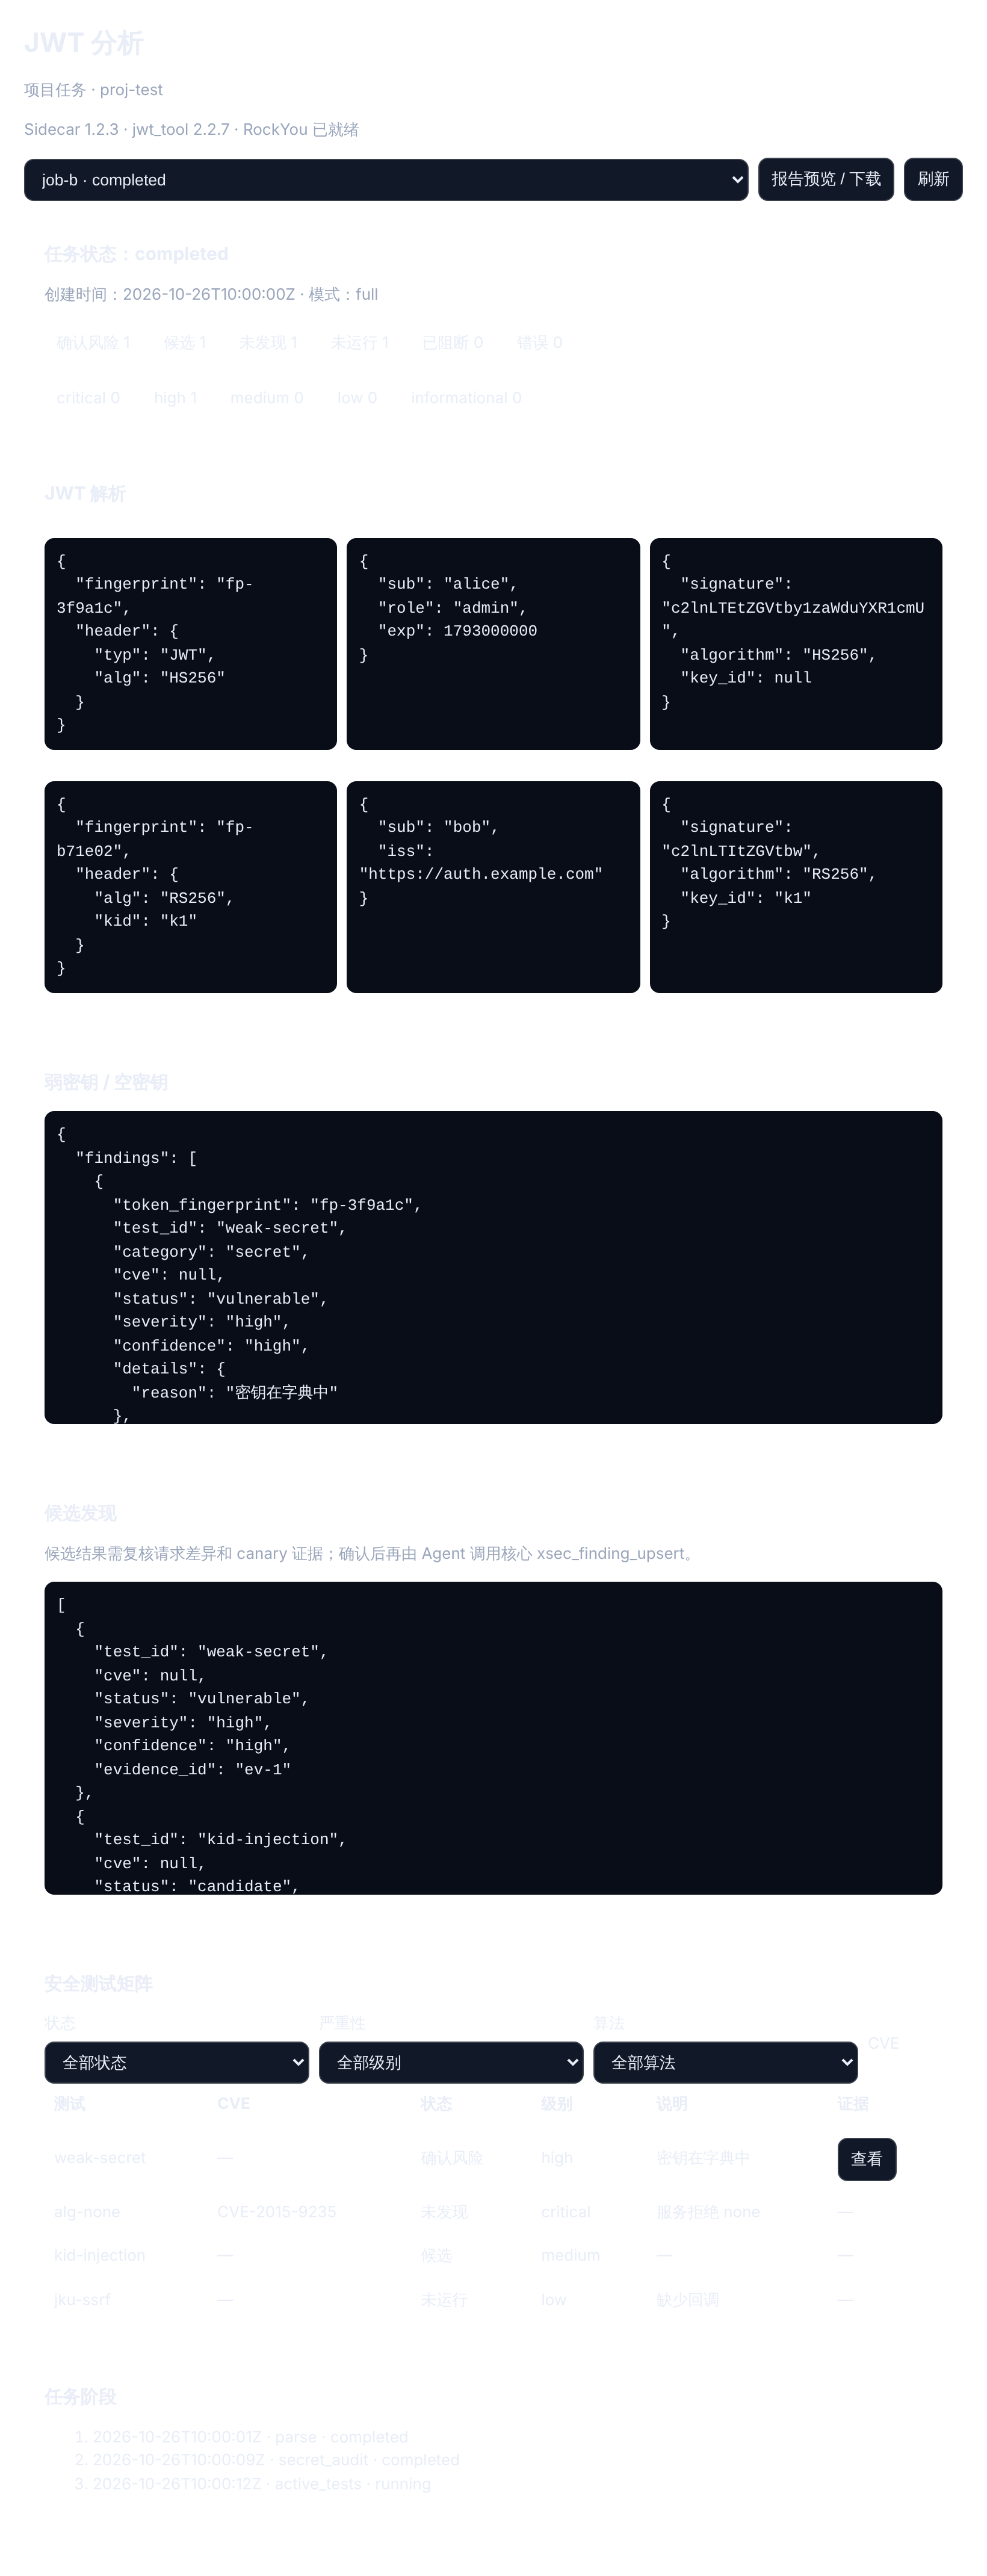 JWT 分析
项目任务 · proj-test
Sidecar 1.2.3 · jwt_tool 2.2.7 · RockYou 已就绪
job-b · completed
报告预览 / 下载
刷新
任务状态：completed
创建时间：2026-10-26T10:00:00Z · 模式：full
确认风险 1 候选 1 未发现 1 未运行 1 已阻断 0 错误 0
critical 0 high 1 medium 0 low 0 informational 0
JWT 解析
{
"fingerprint": "fp-
3f9a1c",
"header": {
"typ": "JWT",
"alg": "HS256"
}
}
{
"sub": "alice",
"role": "admin",
"exp": 1793000000
}
{
"signature":
"c2lnLTEtZGVtby1zaWduYXR1cmU
",
"algorithm": "HS256",
"key_id": null
}
{
"fingerprint": "fp-
b71e02",
"header": {
"alg": "RS256",
"kid": "k1"
}
}
{
"sub": "bob",
"iss":
"https://auth.example.com"
}
{
"signature":
"c2lnLTItZGVtbw",
"algorithm": "RS256",
"key_id": "k1"
}
弱密钥 / 空密钥
{
"findings": [
{
"token_fingerprint": "fp-3f9a1c",
"test_id": "weak-secret",
"category": "secret",
"cve": null,
"status": "vulnerable",
"severity": "high",
"confidence": "high",
"details": {
"reason": "密钥在字典中"
},
候选发现
候选结果需复核请求差异和 canary 证据；确认后再由 Agent 调用核心 xsec_finding_upsert。
[
{
"test_id": "weak-secret",
"cve": null,
"status": "vulnerable",
"severity": "high",
"confidence": "high",
"evidence_id": "ev-1"
},
{
"test_id": "kid-injection",
"cve": null,
"status": "candidate",
安全测试矩阵
状态 严重性 算法 CVE
全部状态 全部级别 全部算法
测试 CVE 状态 级别 说明 证据
weak-secret — 确认风险 high 密钥在字典中 查看
alg-none CVE-2015-9235 未发现 critical 服务拒绝 none —
kid-injection — 候选 medium — —
jku-ssrf — 未运行 low 缺少回调 —
任务阶段
1. 2026-10-26T10:00:01Z · parse · completed
2. 2026-10-26T10:00:09Z · secret_audit · completed
3. 2026-10-26T10:00:12Z · active_tests · running